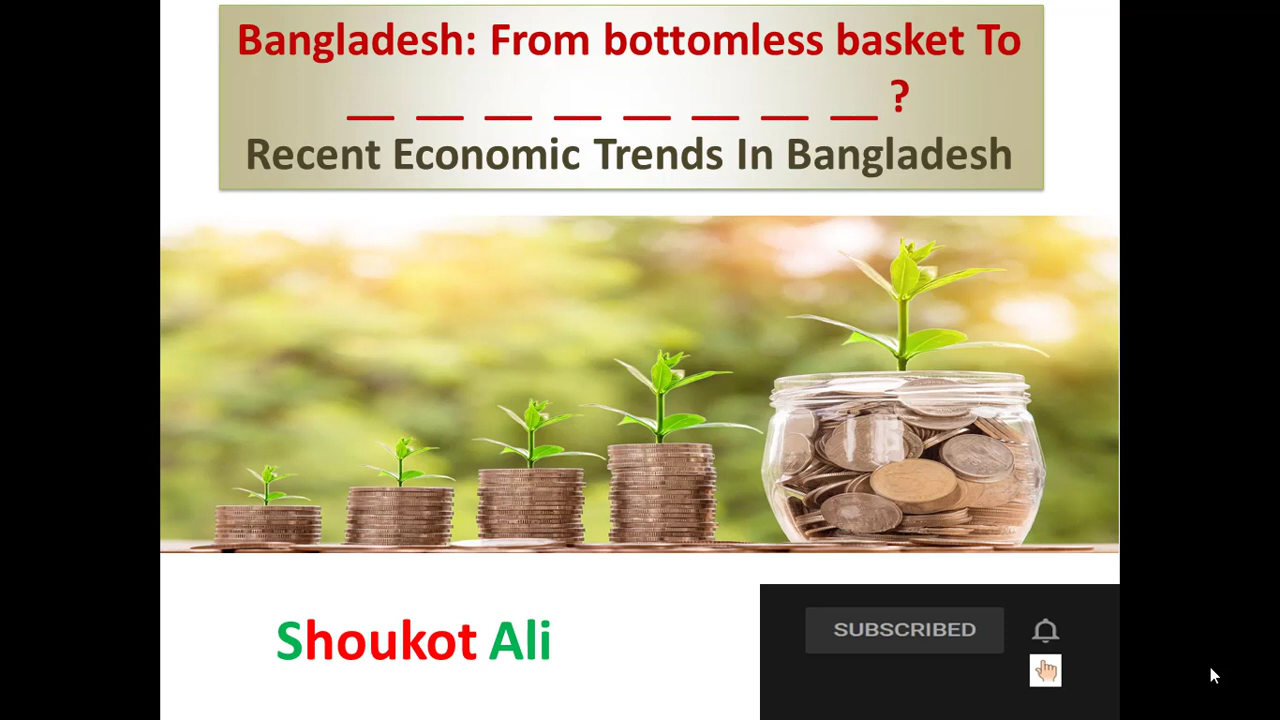 Bangladesh: From bottomless basket To
__ __ __ __ __ __ __ __ ?
Recent Economic Trends In Bangladesh
Shoukot Ali
SUBSCRIBED